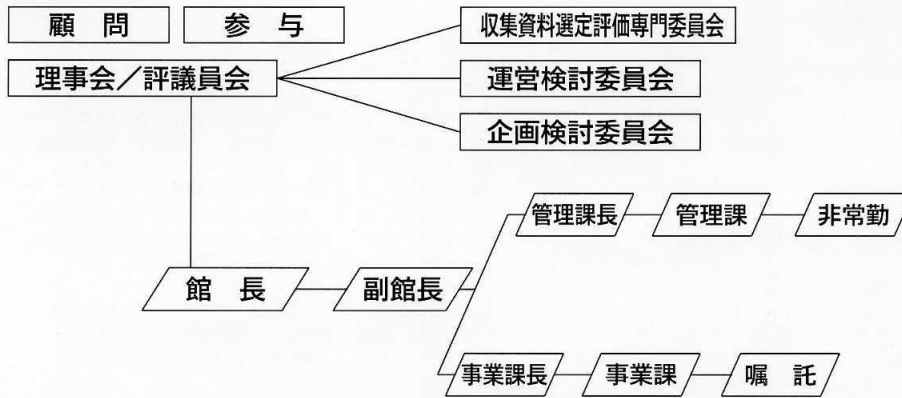 顧 問
参 与
収集資料選定評価専門委員会
理事会／評議員会
運営検討委員会
企画検討委員会
管理課長
管理課
非常勤
館 長
副館長
事業課長
事業課
嘱 託